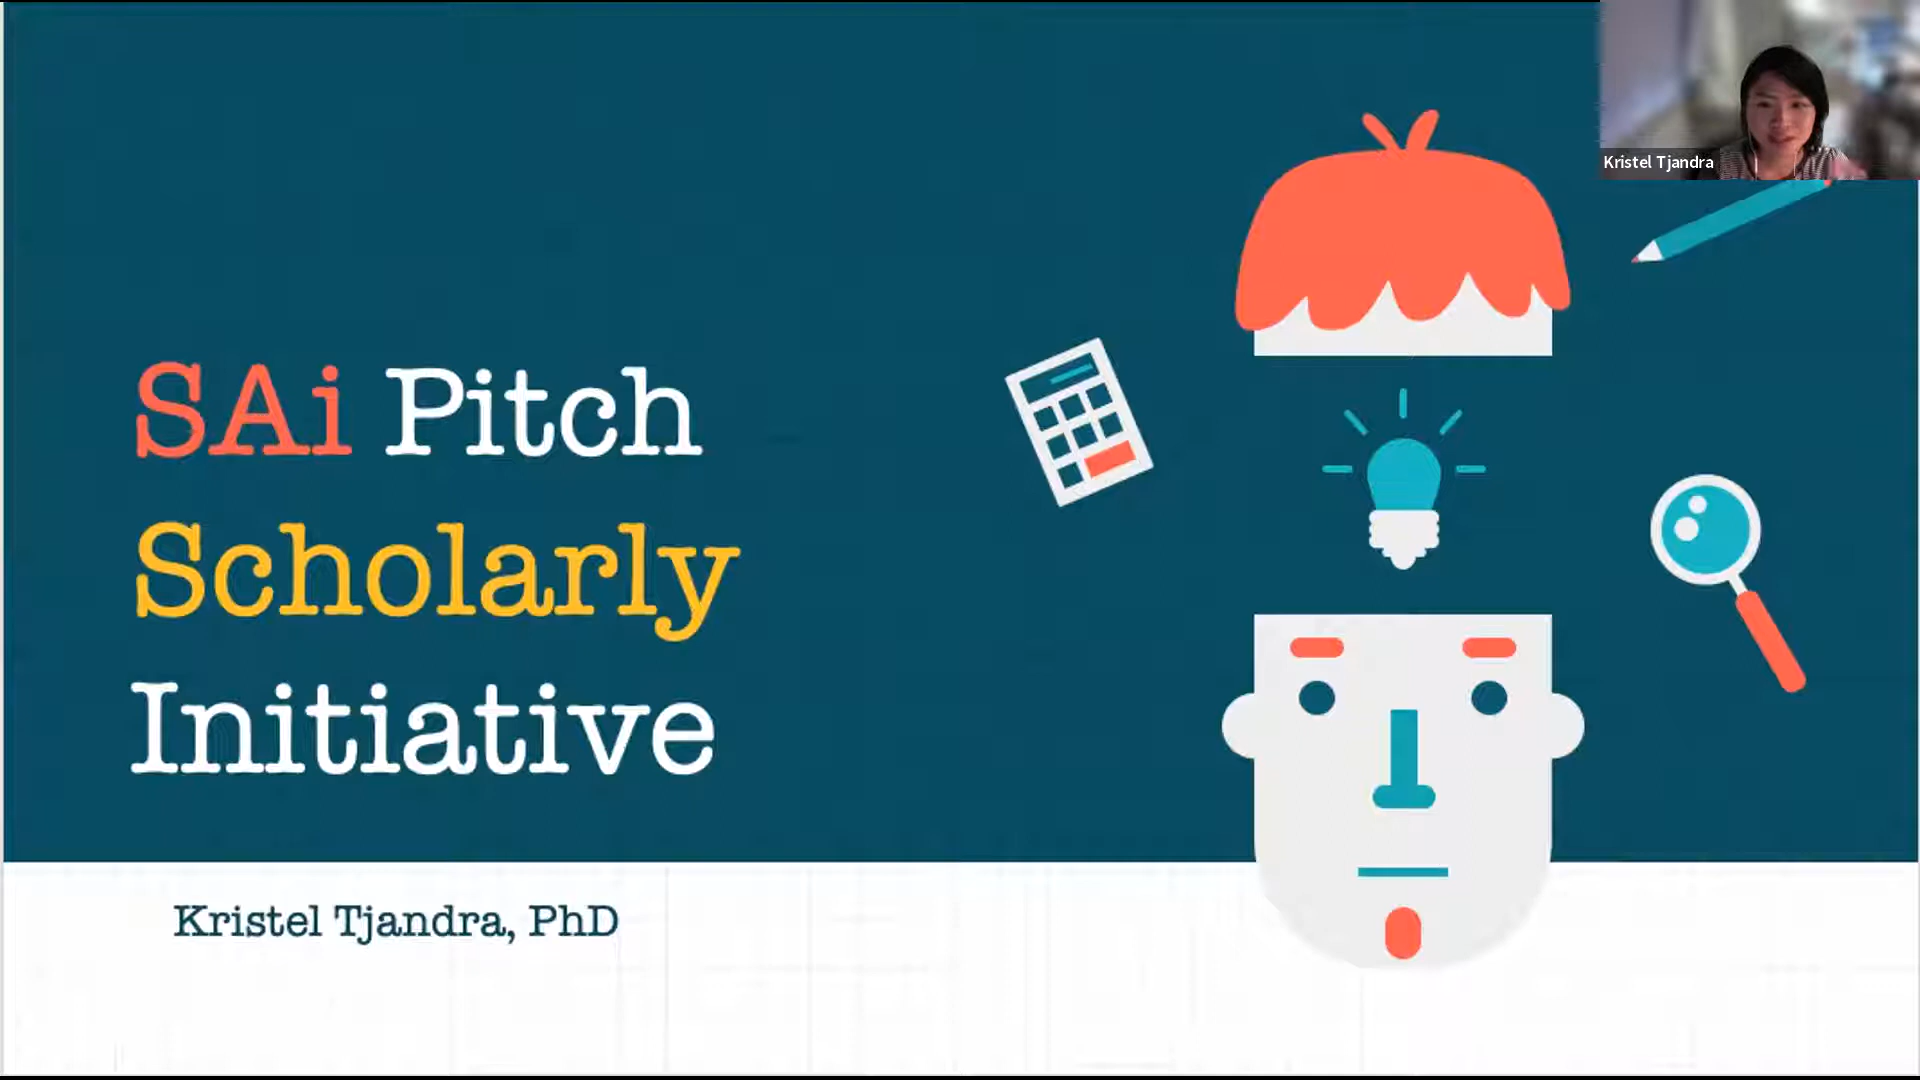 Kristel Tjandra
SAi Pitch
Scholarly
Initiative
Kristel Tjandra, PhD